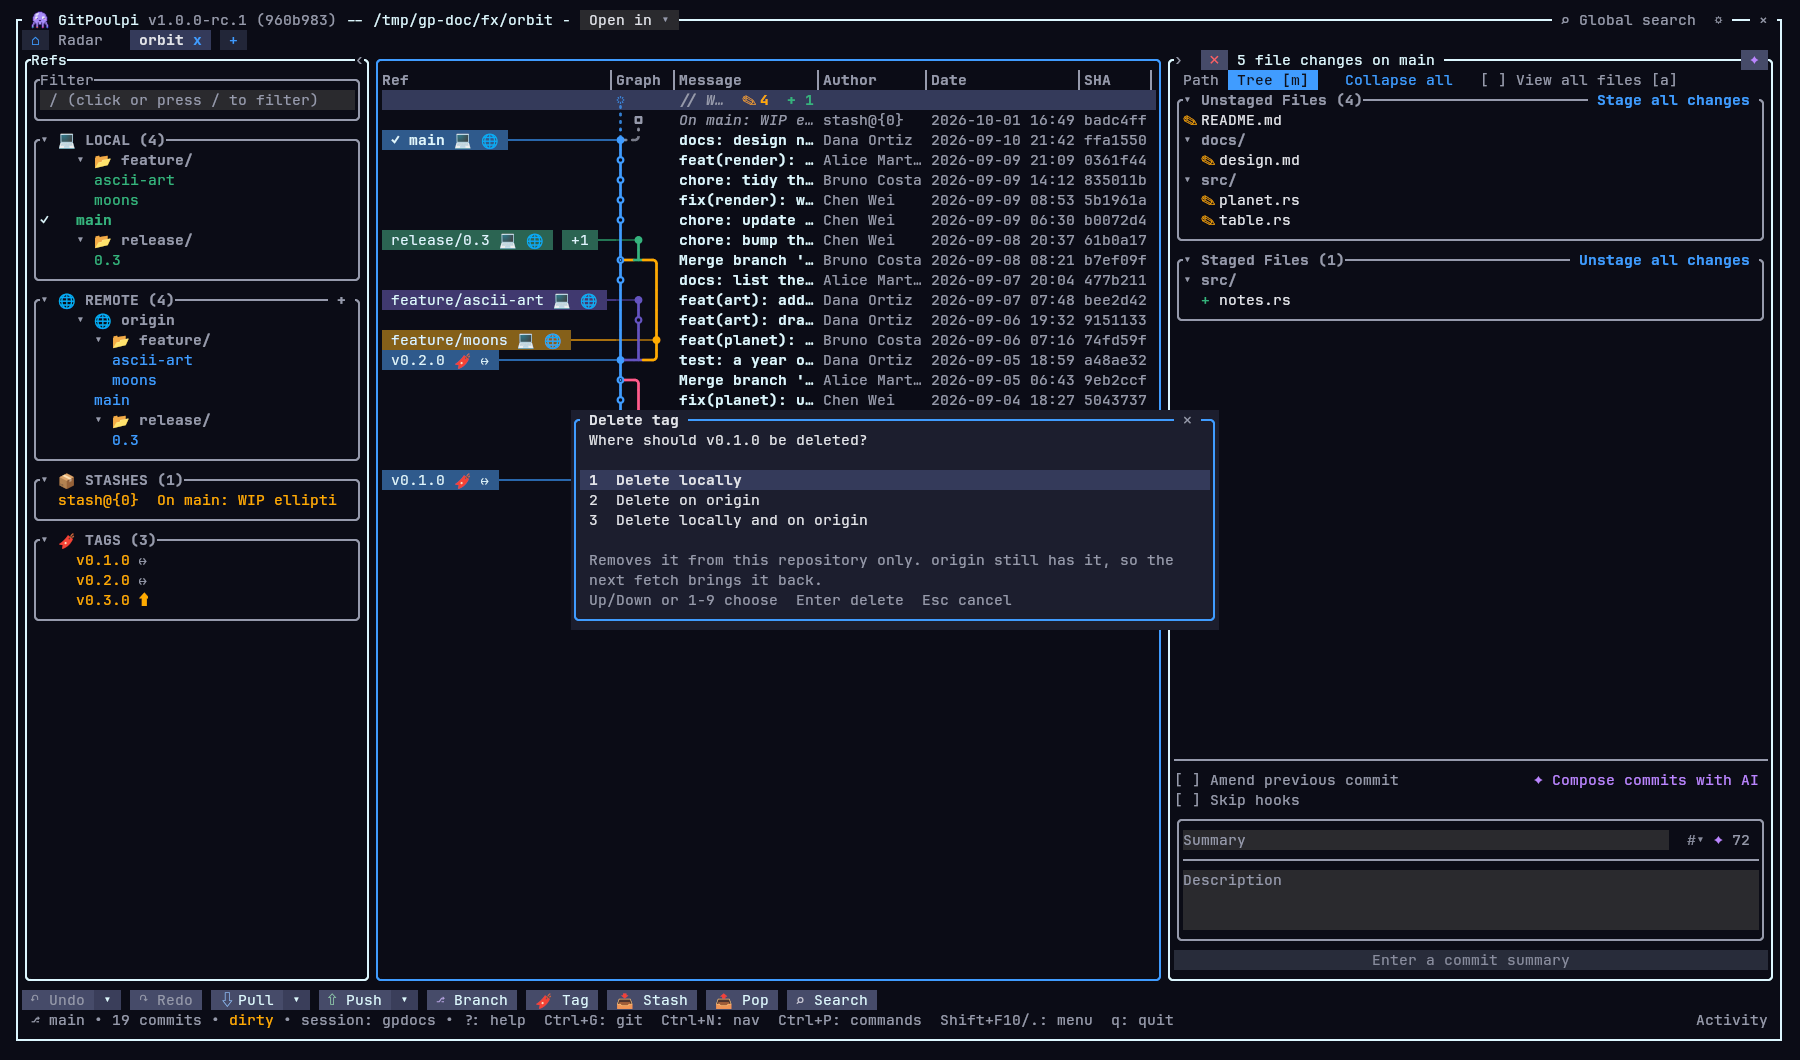 GitPoulpi v1.0.0-rc.1 (960b983) —— /tmp/gp-doc/fx/orbit - Open in ▾ ⌕ Global search ⚙ ×
⌂ Radar orbit x +
Refs ‹
Filter
/ (click or press / to filter)
▾ 💻 LOCAL (4)
▾ 📂 feature/
ascii-art
moons
✓ main
▾ 📂 release/
0.3
▾ 🌐 REMOTE (4) +
▾ 🌐 origin
▾ 📂 feature/
ascii-art
moons
main
▾ 📂 release/
0.3
▾ 📦 STASHES (1)
stash@{0} On main: WIP ellipti
▾ 🔖 TAGS (3)
v0.1.0 ⇔
v0.2.0 ⇔
v0.3.0 ⬆
Ref Graph Message Author Date SHA
// W… ✎ 4 + 1
On main: WIP e… stash@{0} 2026-10-01 16:49 badc4ff
✓ main 💻 🌐 docs: design n… Dana Ortiz 2026-09-10 21:42 ffa1550
feat(render): … Alice Mart… 2026-09-09 21:09 0361f44
chore: tidy th… Bruno Costa 2026-09-09 14:12 835011b
fix(render): w… Chen Wei 2026-09-09 08:53 5b1961a
chore: update … Chen Wei 2026-09-09 06:30 b0072d4
release/0.3 💻 🌐 +1 chore: bump th… Chen Wei 2026-09-08 20:37 61b0a17
Merge branch '… Bruno Costa 2026-09-08 08:21 b7ef09f
docs: list the… Alice Mart… 2026-09-07 20:04 477b211
feature/ascii-art 💻 🌐 feat(art): add… Dana Ortiz 2026-09-07 07:48 bee2d42
feat(art): dra… Dana Ortiz 2026-09-06 19:32 9151133
feature/moons 💻 🌐 feat(planet): … Bruno Costa 2026-09-06 07:16 74fd59f
v0.2.0 🔖 ⇔ test: a year o… Dana Ortiz 2026-09-05 18:59 a48ae32
Merge branch '… Alice Mart… 2026-09-05 06:43 9eb2ccf
fix(planet): u… Chen Wei 2026-09-04 18:27 5043737
v0.1.0 🔖 ⇔
Delete tag ×
Where should v0.1.0 be deleted?
1 Delete locally
2 Delete on origin
3 Delete locally and on origin
Removes it from this repository only. origin still has it, so the
next fetch brings it back.
Up/Down or 1-9 choose Enter delete Esc cancel
› × 5 file changes on main ✦
Path Tree [m] Collapse all [ ] View all files [a]
▾ Unstaged Files (4) Stage all changes
✎ README.md
▾ docs/
✎ design.md
▾ src/
✎ planet.rs
✎ table.rs
▾ Staged Files (1) Unstage all changes
▾ src/
+ notes.rs
[ ] Amend previous commit ✦ Compose commits with AI
[ ] Skip hooks
Summary #▾ ✦ 72
Description
Enter a commit summary
↶ Undo ▾ ↷ Redo ⇩ Pull ▾ ⇧ Push ▾ ⎇ Branch 🔖 Tag 📥 Stash 📤 Pop ⌕ Search
⎇ main • 19 commits • dirty • session: gpdocs • ?: help Ctrl+G: git Ctrl+N: nav Ctrl+P: commands Shift+F10/.: menu q: quit Activity